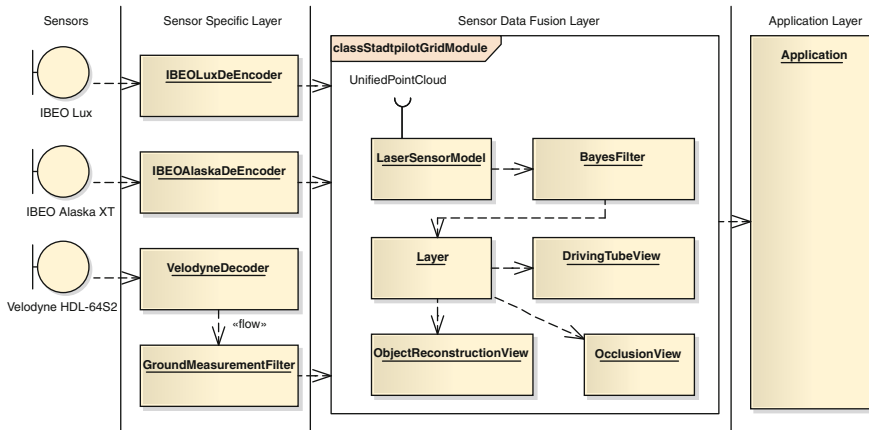 Sensors
Sensor Specific Layer
Sensor Data Fusion Layer
Application Layer
IBEO Lux
IBEO Alaska XT
Velodyne HDL-64S2
IBEOLuxDeEncoder
IBEOAlaskaDeEncoder
VelodyneDecoder
«flow»
GroundMeasurementFilter
classStadtpilotGridModule
UnifiedPointCloud
LaserSensorModel
BayesFilter
Layer
DrivingTubeView
ObjectReconstructionView
OcclusionView
Application